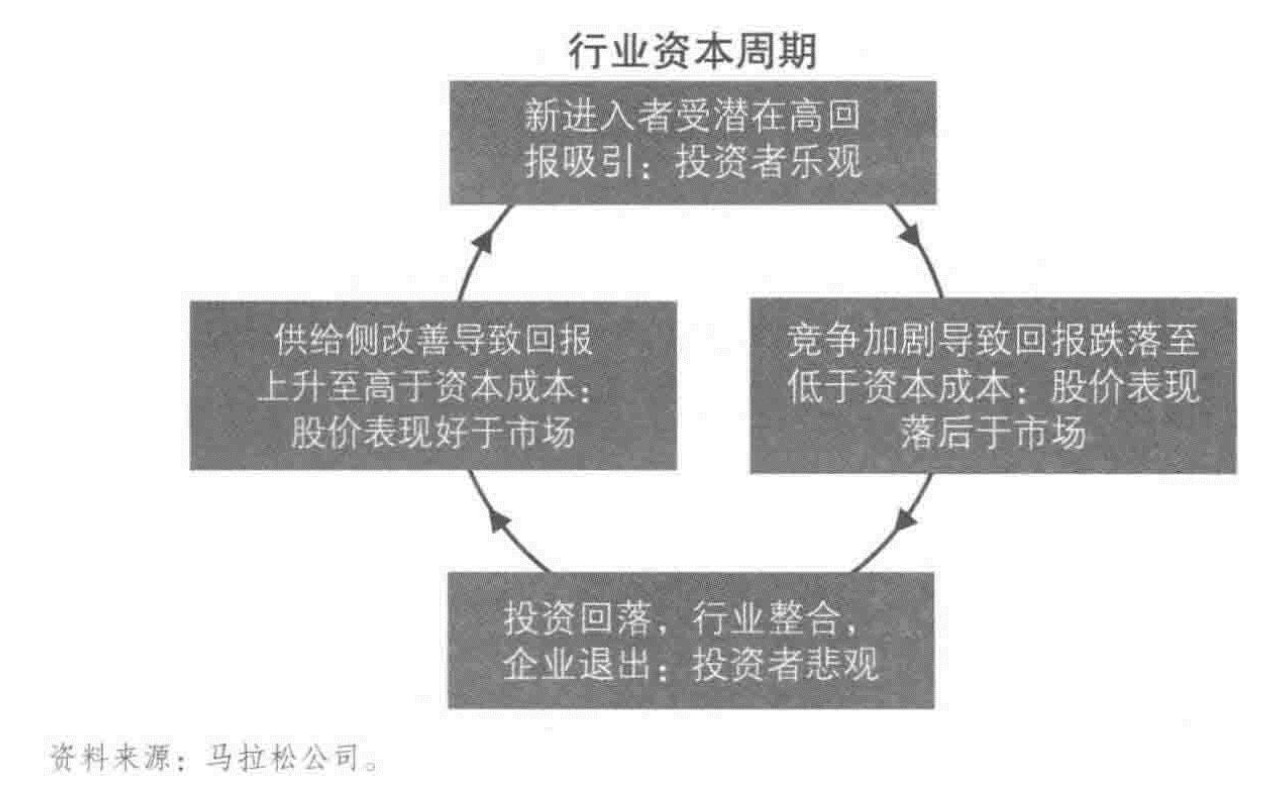 行业资本周期
新进入者受潜在高回
报吸引：投资者乐观
供给侧改善导致回报
上升至高于资本成本：
股价表现好于市场
竞争加剧导致回报跌落至
低于资本成本：股价表现
落后于市场
投资回落，行业整合，
企业退出：投资者悲观
资料来源：马拉松公司。